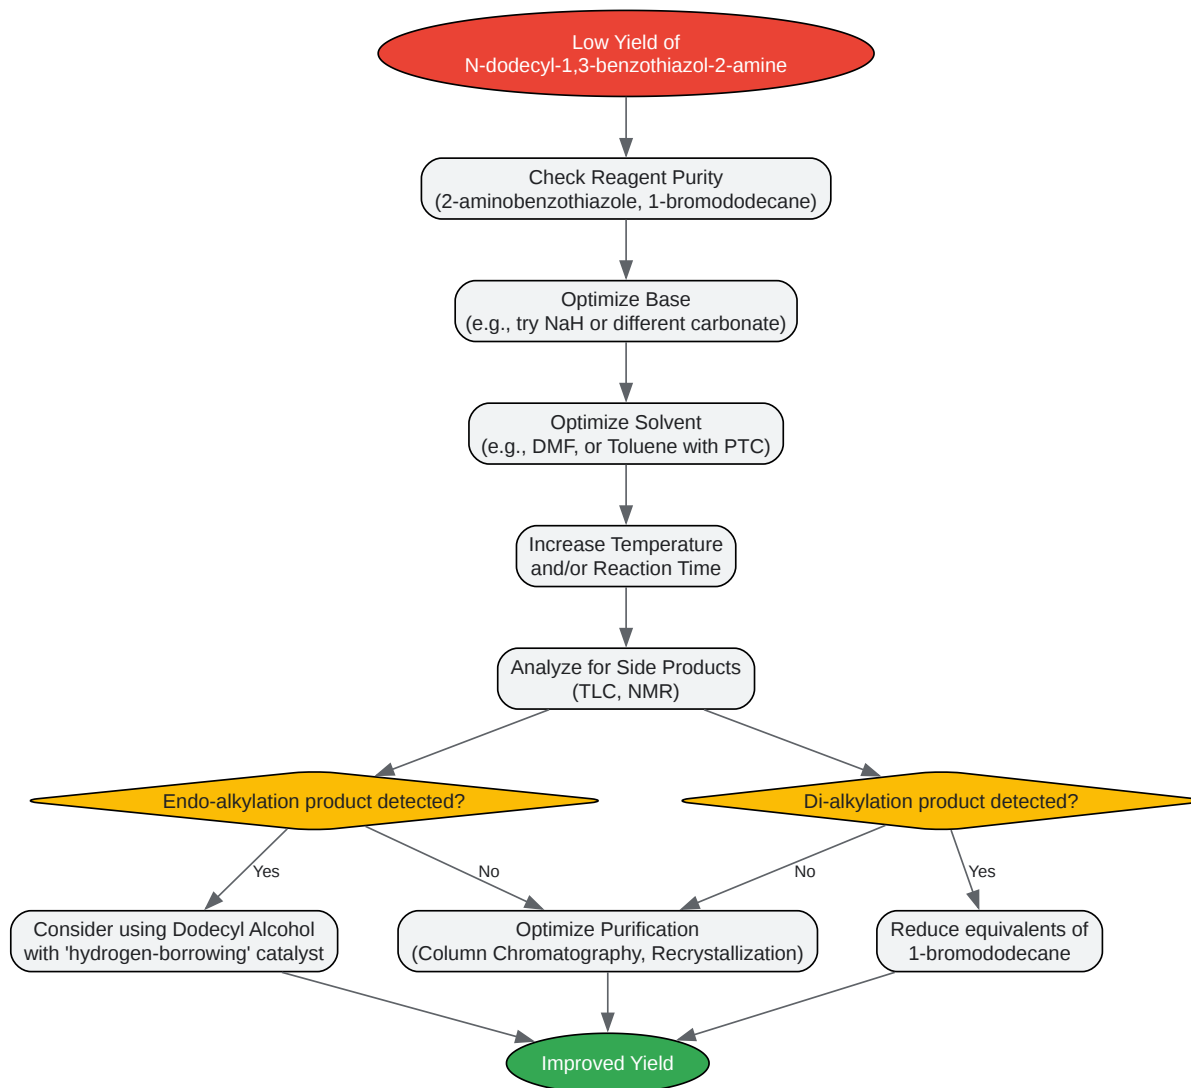 Low Yield of
N-dodecyl-1,3-benzothiazol-2-amine
Check Reagent Purity
(2-aminobenzothiazole, 1-bromododecane)
Optimize Base
(e.g., try NaH or different carbonate)
Optimize Solvent
(e.g., DMF, or Toluene with PTC)
Increase Temperature
and/or Reaction Time
Analyze for Side Products
(TLC, NMR)
Endo-alkylation product detected?
Di-alkylation product detected?
Yes
No
No
Yes
Consider using Dodecyl Alcohol
with 'hydrogen-borrowing' catalyst
Optimize Purification
(Column Chromatography, Recrystallization)
Reduce equivalents of
1-bromododecane
Improved Yield